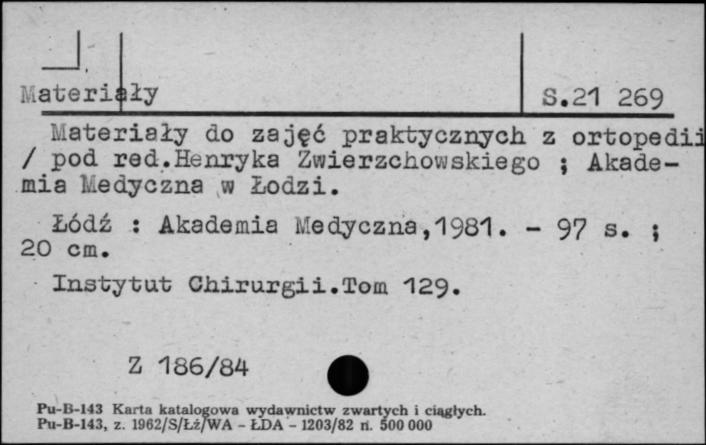 Materiały S.21 269
Materiały do zajęć praktycznych z ortopedii
/ pod red.Henryka Zwierzchowskiego ; Akade-
mia Medyczna w Łodzi.
Łódź : Akademia Medyczna,1981. - 97 s. ;
20 cm.
Instytut Chirurgii.Tom 129.
Z 186/84
Pu-B-143 Karta katalogowa wydawnictw zwartych i ciągłych.
Pu-B-143, z. 1962/S/Łż/WA - ŁDA - 1203/82 n. 500 000